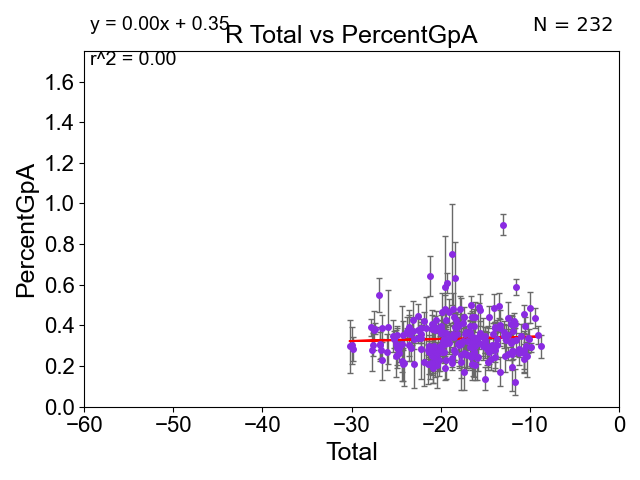 y = 0.00x + 0.35
R Total vs PercentGpA
N = 232
r^2 = 0.00
PercentGpA
1.6
1.4
1.2
1.0
0.8
0.6
0.4
0.2
0.0
−60
−50
−40
−30
−20
−10
0
Total